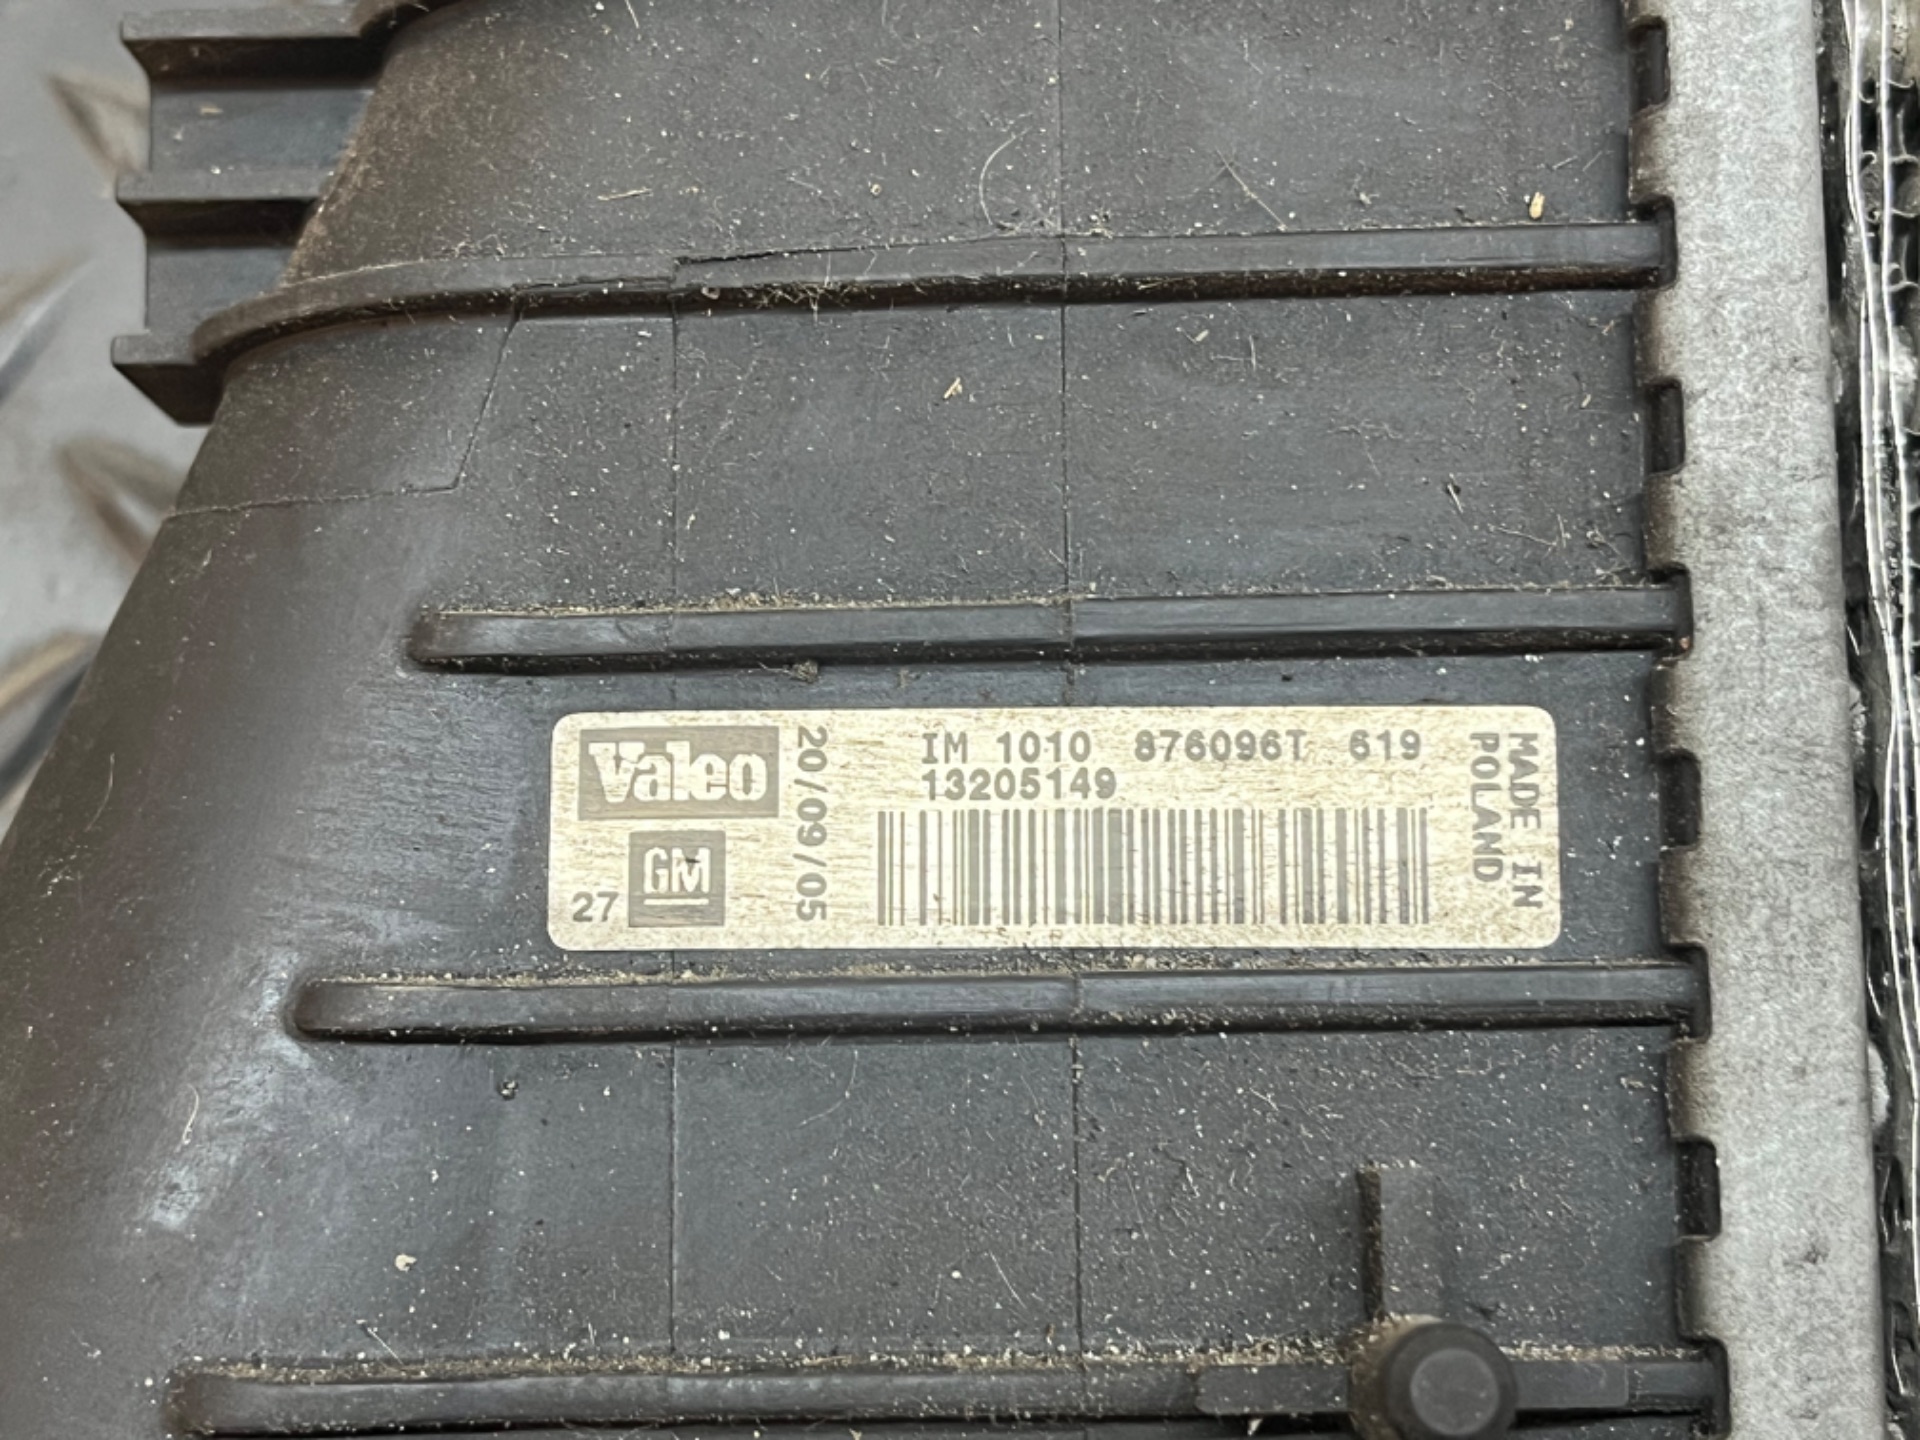 Valeo
20/09/05
IM 1010 876096T 619
13205149
27
GM
MADE IN
POLAND